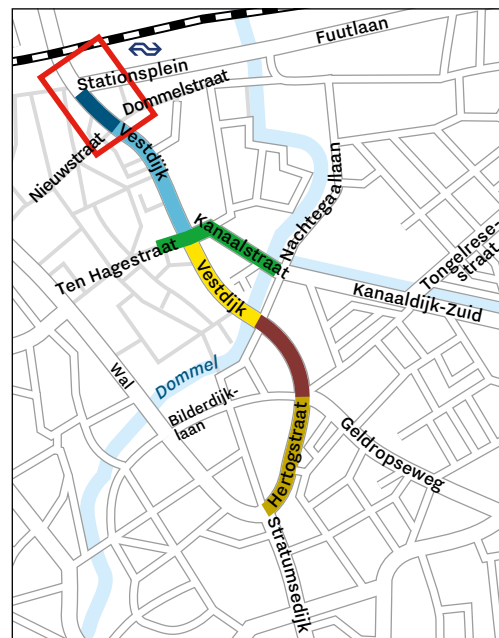 Fuutlaan
Stationsplein
Dommelstraat
Nieuwstraat
Vestdijk
Nachtegaallaan
Kanaalstraat
Ten Hagestraat
Tongelrese-
straat
Vestdijk
Kanaaldijk-Zuid
Wal
Dommel
Bilderdijk-
laan
Hertogstraat
Geldropseweg
Stratumsedijk